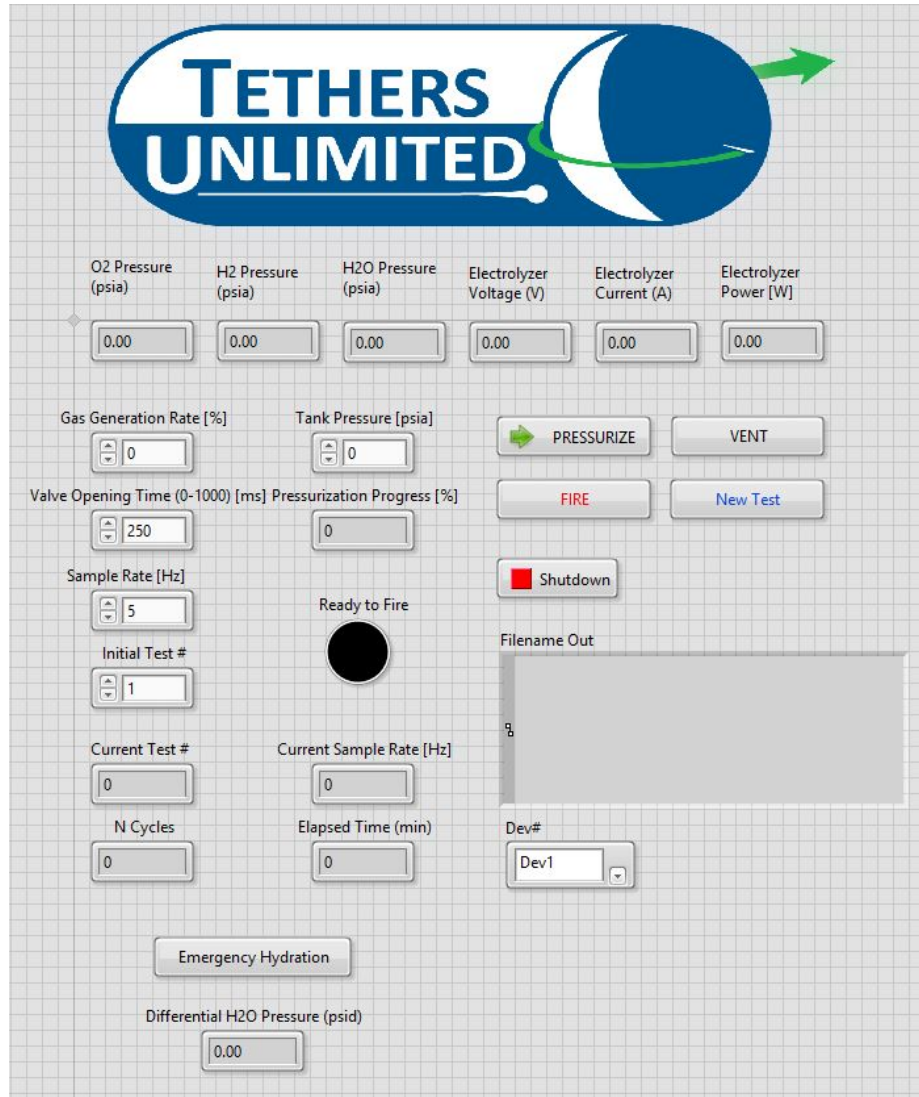 TETHERS
UNLIMITED
O2 Pressure
(psia)
H2 Pressure
(psia)
H2O Pressure
(psia)
Electrolyzer
Voltage (V)
Electrolyzer
Current (A)
Electrolyzer
Power [W]
0.00
0.00
0.00
0.00
0.00
0.00
Gas Generation Rate [%]
0
Tank Pressure [psia]
0
PRESSURIZE
VENT
Valve Opening Time (0-1000) [ms]
250
Pressurization Progress [%]
0
FIRE
New Test
Sample Rate [Hz]
5
Ready to Fire
Shutdown
Initial Test #
1
Filename Out
Current Test #
0
Current Sample Rate [Hz]
0
N Cycles
0
Elapsed Time (min)
0
Dev#
Dev1
Emergency Hydration
Differential H2O Pressure (psid)
0.00